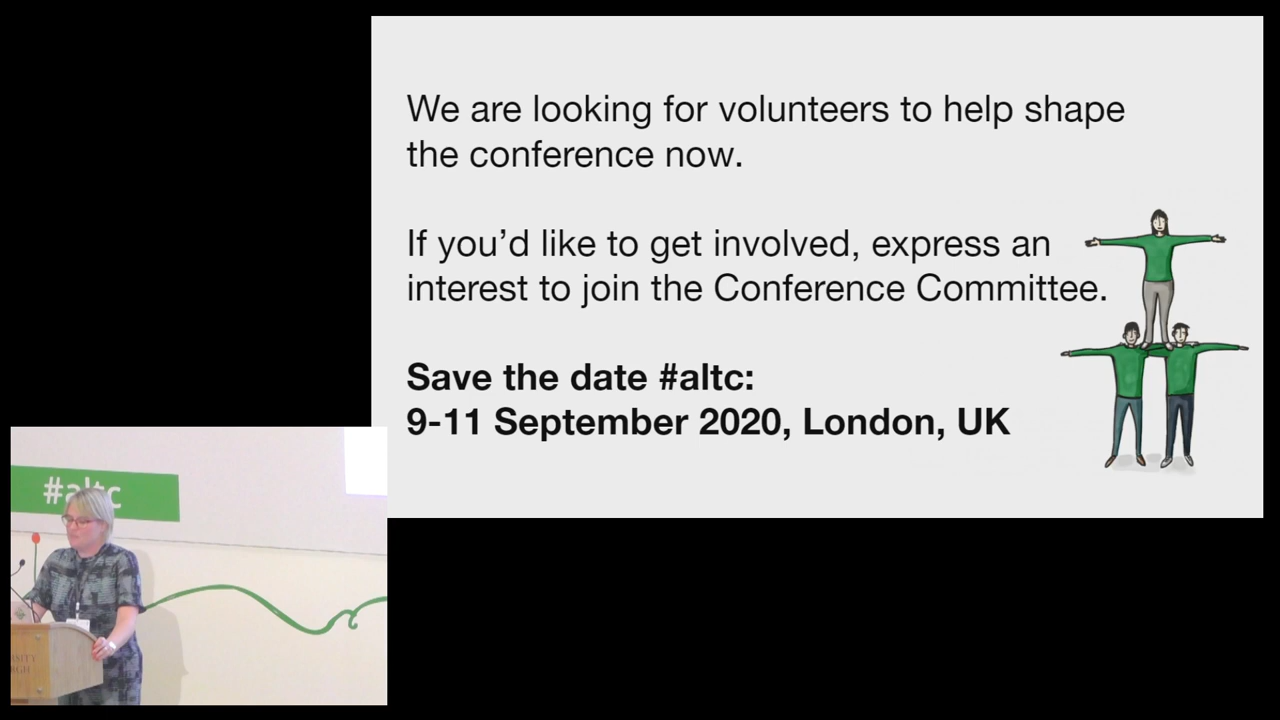 We are looking for volunteers to help shape
the conference now.
If you’d like to get involved, express an
interest to join the Conference Committee.
Save the date #altc:
9-11 September 2020, London, UK
#altc